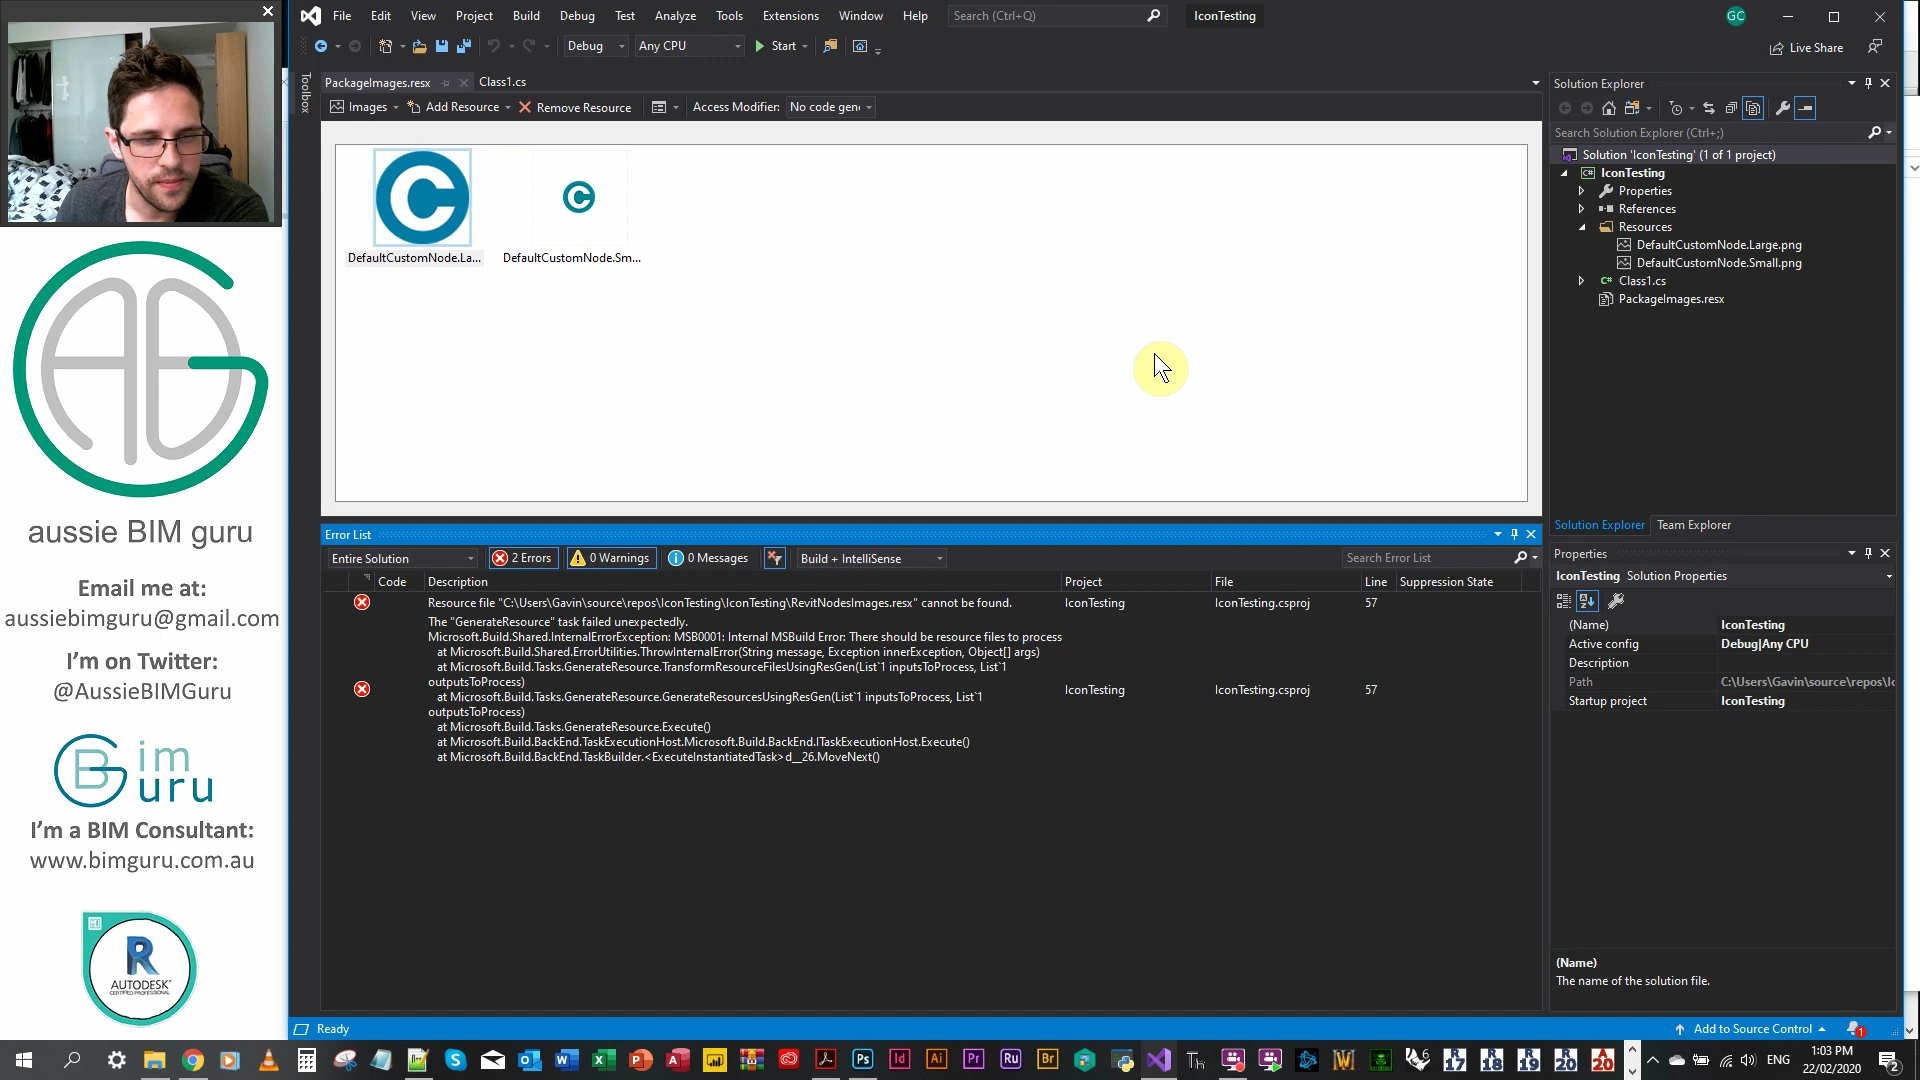 File Edit View Project Build Debug Test Analyze Tools Extensions Window Help Search (Ctrl+Q) IconTesting GC
Debug Any CPU Start Live Share
PackageImages.resx Class1.cs
Images Add Resource Remove Resource Access Modifier: No code gen
Toolbox
DefaultCustomNode.La... DefaultCustomNode.Sm...
Solution Explorer
Search Solution Explorer (Ctrl+;)
Solution 'IconTesting' (1 of 1 project)
IconTesting
Properties
References
Resources
DefaultCustomNode.Large.png
DefaultCustomNode.Small.png
Class1.cs
PackageImages.resx
Solution Explorer Team Explorer
Error List
Entire Solution 2 Errors 0 Warnings 0 Messages Build + IntelliSense Search Error List
Code Description Project File Line Suppression State
Resource file "C:\Users\Gavin\source\repos\IconTesting\IconTesting\RevitNodesImages.resx" cannot be found. IconTesting IconTesting.csproj 57
The "GenerateResource" task failed unexpectedly.
Microsoft.Build.Shared.InternalErrorException: MSB0001: Internal MSBuild Error: There should be resource files to process
at Microsoft.Build.Shared.ErrorUtilities.ThrowInternalError(String message, Exception innerException, Object[] args)
at Microsoft.Build.Tasks.GenerateResource.TransformResourceFilesUsingResGen(List`1 inputsToProcess, List`1
outputsToProcess)
at Microsoft.Build.Tasks.GenerateResource.GenerateResourcesUsingResGen(List`1 inputsToProcess, List`1
outputsToProcess)
IconTesting IconTesting.csproj 57
at Microsoft.Build.Tasks.GenerateResource.Execute()
at Microsoft.Build.BackEnd.TaskExecutionHost.Microsoft.Build.BackEnd.ITaskExecutionHost.Execute()
at Microsoft.Build.BackEnd.TaskBuilder.<ExecuteInstantiatedTask>d__26.MoveNext()
Properties
IconTesting Solution Properties
(Name) IconTesting
Active config Debug|Any CPU
Description
Path C:\Users\Gavin\source\repos\Ic
Startup project IconTesting
(Name)
The name of the solution file.
Ready Add to Source Control 1
ABG
aussie BIM guru
Email me at:
aussiebimguru@gmail.com
I'm on Twitter:
@AussieBIMGuru
Bim
Guru
I'm a BIM Consultant:
www.bimguru.com.au
R
AUTODESK
CERTIFIED PROFESSIONAL
ENG
1:03 PM
22/02/2020
2